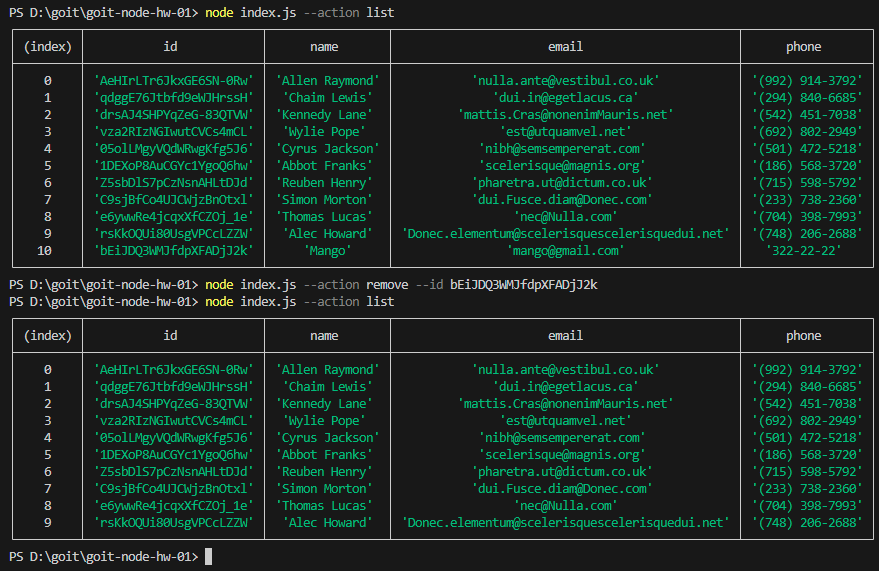 PS D:\goit\goit-node-hw-01> node index.js --action list
(index) id name email phone
0 'AeHIrLTr6JkxGE6SN-0Rw' 'Allen Raymond' 'nulla.ante@vestibul.co.uk' '(992) 914-3792'
1 'qdggE76Jtbfd9eWJHrssH' 'Chaim Lewis' 'dui.in@egetlacus.ca' '(294) 840-6685'
2 'drsAJ4SHPYqZeG-83QTVW' 'Kennedy Lane' 'mattis.Cras@nonenimMauris.net' '(542) 451-7038'
3 'vza2RIzNGIwutCVCs4mCL' 'Wylie Pope' 'est@utquamvel.net' '(692) 802-2949'
4 '05olLMgyVQdWRwgKfg5J6' 'Cyrus Jackson' 'nibh@semsempererat.com' '(501) 472-5218'
5 '1DEXoP8AuCGYc1YgoQ6hw' 'Abbot Franks' 'scelerisque@magnis.org' '(186) 568-3720'
6 'Z5sbDlS7pCzNsnAHLtDJd' 'Reuben Henry' 'pharetra.ut@dictum.co.uk' '(715) 598-5792'
7 'C9sjBfCo4UJCWjzBnOtxl' 'Simon Morton' 'dui.Fusce.diam@Donec.com' '(233) 738-2360'
8 'e6ywwRe4jcqxXfCZOj_1e' 'Thomas Lucas' 'nec@Nulla.com' '(704) 398-7993'
9 'rsKkOQUi80UsgVPCcLZZW' 'Alec Howard' 'Donec.elementum@scelerisquescelerisquedui.net' '(748) 206-2688'
10 'bEiJDQ3WMJfdpXFADjJ2k' 'Mango' 'mango@gmail.com' '322-22-22'
PS D:\goit\goit-node-hw-01> node index.js --action remove --id bEiJDQ3WMJfdpXFADjJ2k
PS D:\goit\goit-node-hw-01> node index.js --action list
(index) id name email phone
0 'AeHIrLTr6JkxGE6SN-0Rw' 'Allen Raymond' 'nulla.ante@vestibul.co.uk' '(992) 914-3792'
1 'qdggE76Jtbfd9eWJHrssH' 'Chaim Lewis' 'dui.in@egetlacus.ca' '(294) 840-6685'
2 'drsAJ4SHPYqZeG-83QTVW' 'Kennedy Lane' 'mattis.Cras@nonenimMauris.net' '(542) 451-7038'
3 'vza2RIzNGIwutCVCs4mCL' 'Wylie Pope' 'est@utquamvel.net' '(692) 802-2949'
4 '05olLMgyVQdWRwgKfg5J6' 'Cyrus Jackson' 'nibh@semsempererat.com' '(501) 472-5218'
5 '1DEXoP8AuCGYc1YgoQ6hw' 'Abbot Franks' 'scelerisque@magnis.org' '(186) 568-3720'
6 'Z5sbDlS7pCzNsnAHLtDJd' 'Reuben Henry' 'pharetra.ut@dictum.co.uk' '(715) 598-5792'
7 'C9sjBfCo4UJCWjzBnOtxl' 'Simon Morton' 'dui.Fusce.diam@Donec.com' '(233) 738-2360'
8 'e6ywwRe4jcqxXfCZOj_1e' 'Thomas Lucas' 'nec@Nulla.com' '(704) 398-7993'
9 'rsKkOQUi80UsgVPCcLZZW' 'Alec Howard' 'Donec.elementum@scelerisquescelerisquedui.net' '(748) 206-2688'
PS D:\goit\goit-node-hw-01>